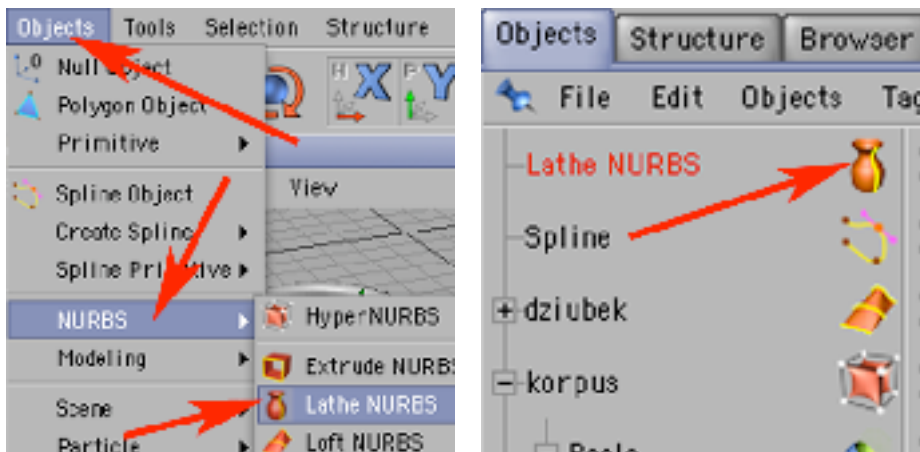 Objects Tools Selection Structure
Null Object
Polygon Object
Primitive
Spline Object
Create Spline
Spline Primitive
NURBS
Modeling
Scene
Particle
H X P Y
View
HyperNURBS
Extrude NURBS
Lathe NURBS
Loft NURBS
Objects Structure Browser
File Edit Objects Tag
Lathe NURBS
Spline
dziubek
korpus